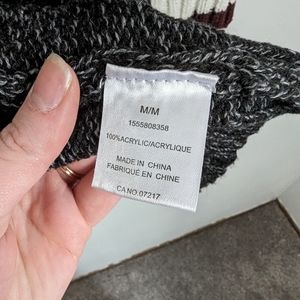 M/M
1555808358
100%ACRYLIC/ACRYLIQUE
MADE IN CHINA
FABRIQUÉ EN CHINE
CA NO.07217